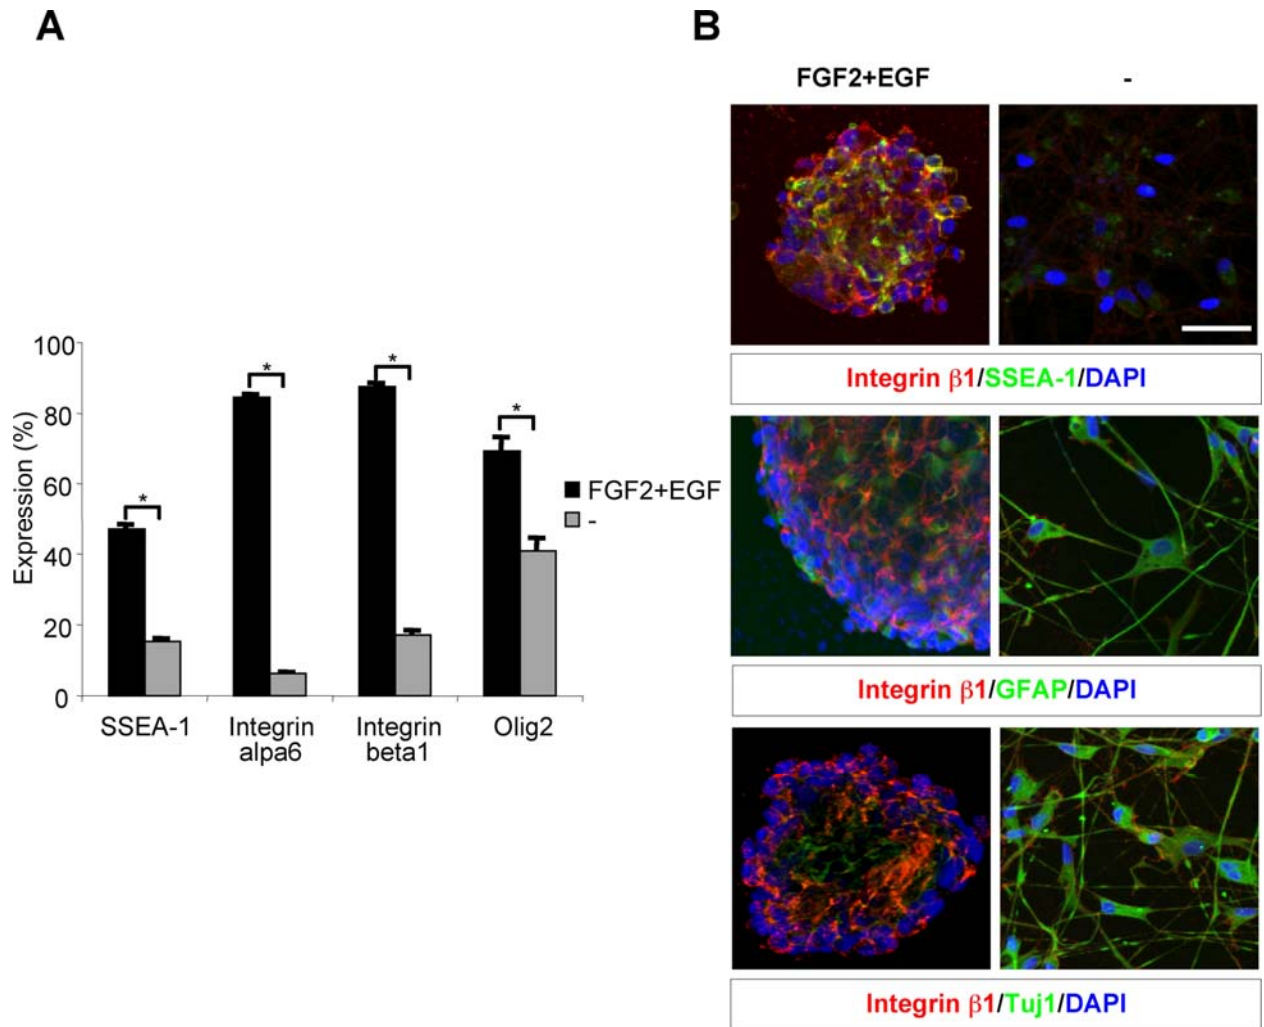 A
B
FGF2+EGF
-
Integrin β1/SSEA-1/DAPI
Integrin β1/GFAP/DAPI
Integrin β1/Tuj1/DAPI
Expression (%)
100
80
60
40
20
0
*
*
*
*
FGF2+EGF
-
SSEA-1
Integrin
alpa6
Integrin
beta1
Olig2